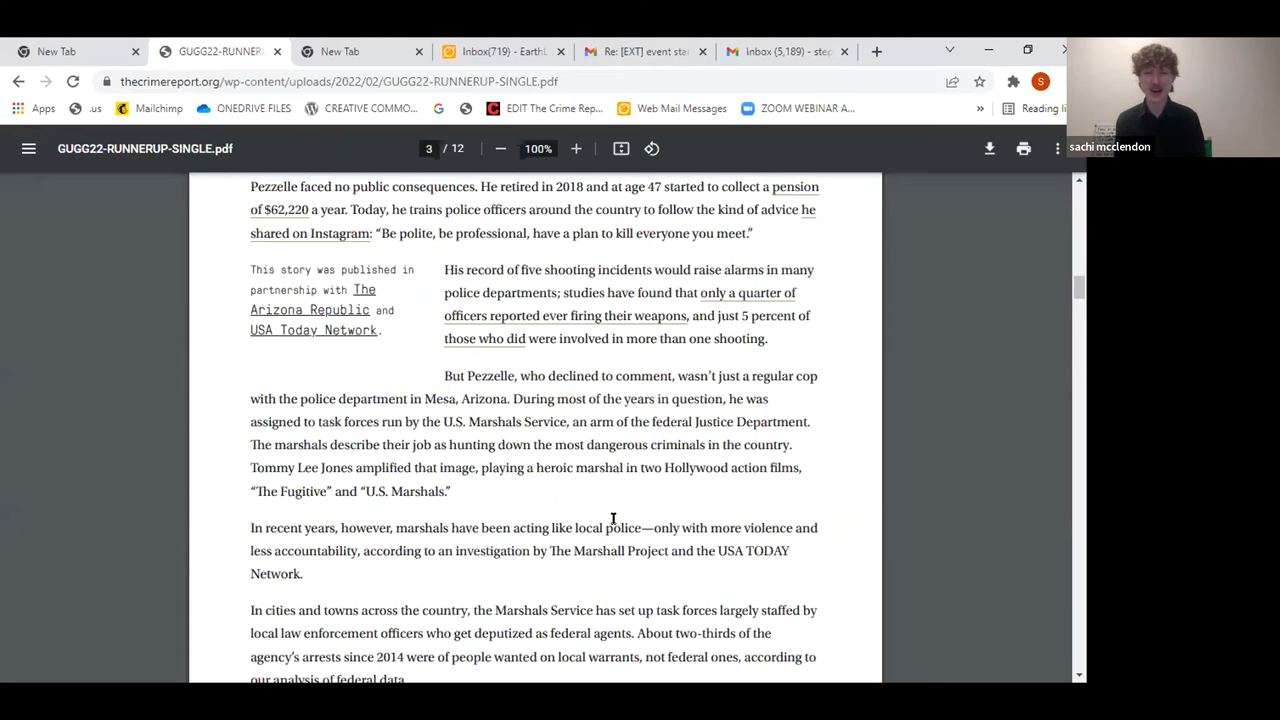 New Tab
GUGG22-RUNNER
New Tab
Inbox(719) - Earth
Re: [EXT] event sta
Inbox (5,189) - step
thecrimereport.org/wp-content/uploads/2022/02/GUGG22-RUNNERUP-SINGLE.pdf
S
Apps
.us
Mailchimp
ONEDRIVE FILES
CREATIVE COMMO...
EDIT The Crime Rep...
Web Mail Messages
ZOOM WEBINAR A...
»
Reading li
sachi mcclendon
GUGG22-RUNNERUP-SINGLE.pdf
3 / 12
100%
Pezzelle faced no public consequences. He retired in 2018 and at age 47 started to collect a pension
of $62,220 a year. Today, he trains police officers around the country to follow the kind of advice he
shared on Instagram: “Be polite, be professional, have a plan to kill everyone you meet.”
This story was published in
partnership with The
Arizona Republic and
USA Today Network.
His record of five shooting incidents would raise alarms in many
police departments; studies have found that only a quarter of
officers reported ever firing their weapons, and just 5 percent of
those who did were involved in more than one shooting.
But Pezzelle, who declined to comment, wasn’t just a regular cop
with the police department in Mesa, Arizona. During most of the years in question, he was
assigned to task forces run by the U.S. Marshals Service, an arm of the federal Justice Department.
The marshals describe their job as hunting down the most dangerous criminals in the country.
Tommy Lee Jones amplified that image, playing a heroic marshal in two Hollywood action films,
“The Fugitive” and “U.S. Marshals.”
In recent years, however, marshals have been acting like local police—only with more violence and
less accountability, according to an investigation by The Marshall Project and the USA TODAY
Network.
In cities and towns across the country, the Marshals Service has set up task forces largely staffed by
local law enforcement officers who get deputized as federal agents. About two-thirds of the
agency’s arrests since 2014 were of people wanted on local warrants, not federal ones, according to
our analysis of federal data.